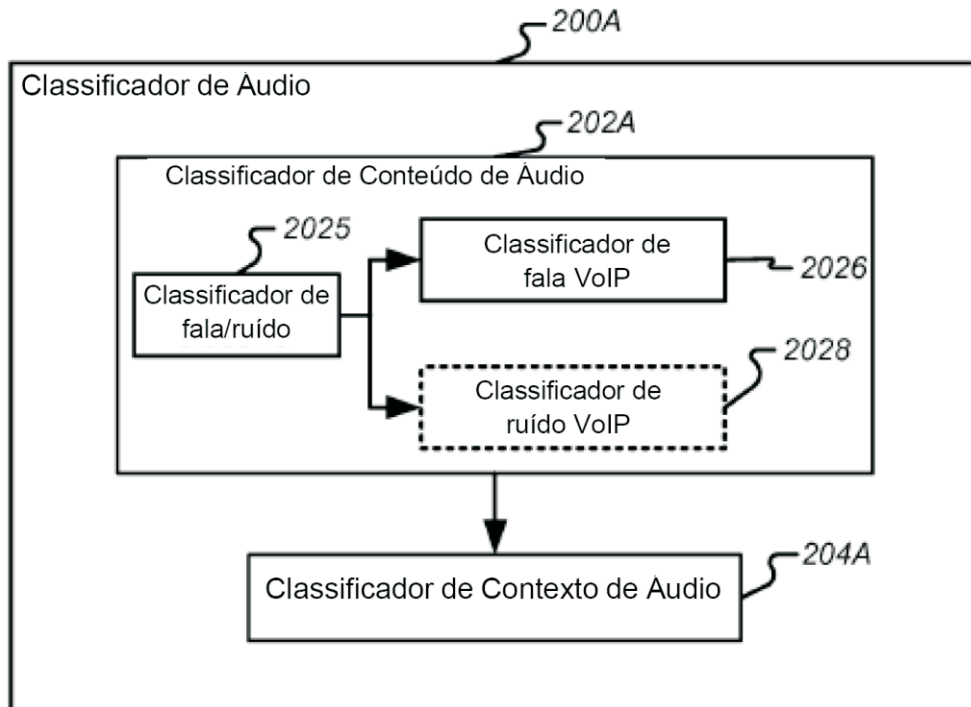 200A
Classificador de Áudio
202A
Classificador de Conteúdo de Áudio
2025
Classificador de
fala/ruído
Classificador de
fala VoIP
2026
2028
Classificador de
ruído VoIP
204A
Classificador de Contexto de Áudio